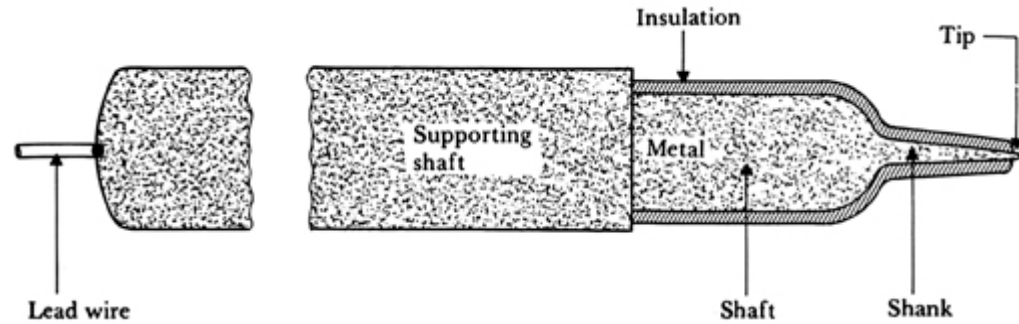 Insulation
Tip
Supporting
shaft
Metal
Lead wire
Shaft
Shank